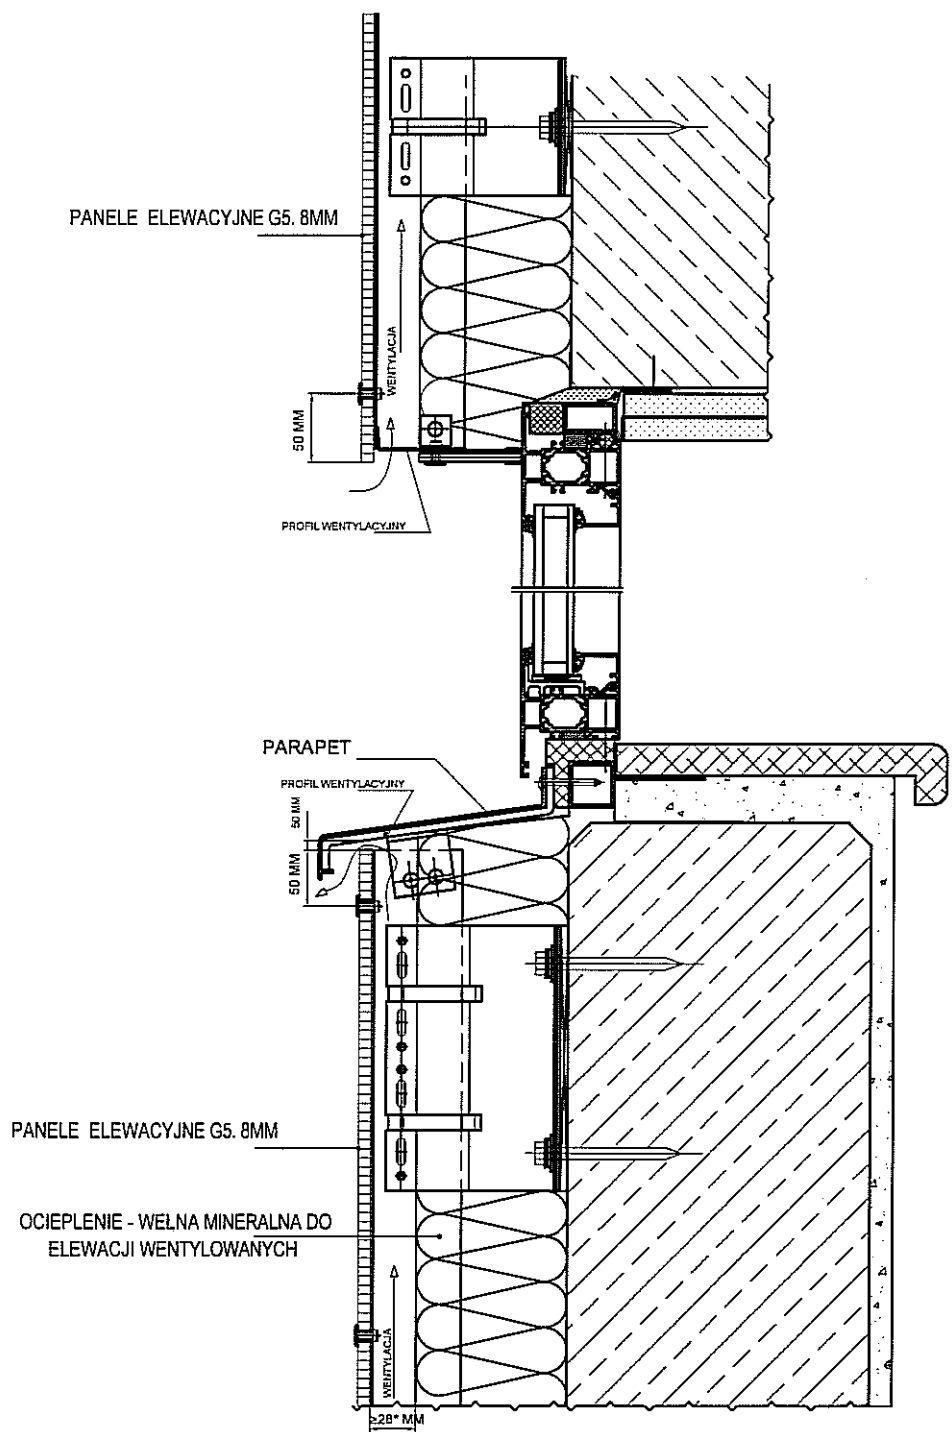 PANELE ELEWACYJNE G5. 8MM
WENTYLACJA
50 MM
PROFIL WENTYLACYJNY
PARAPET
PROFIL WENTYLACYJNY
50 MM
50 MM
PANELE ELEWACYJNE G5. 8MM
OCIEPLENIE - WEŁNA MINERALNA DO
ELEWACJI WENTYLOWANYCH
WENTYLACJA
≥28* MM